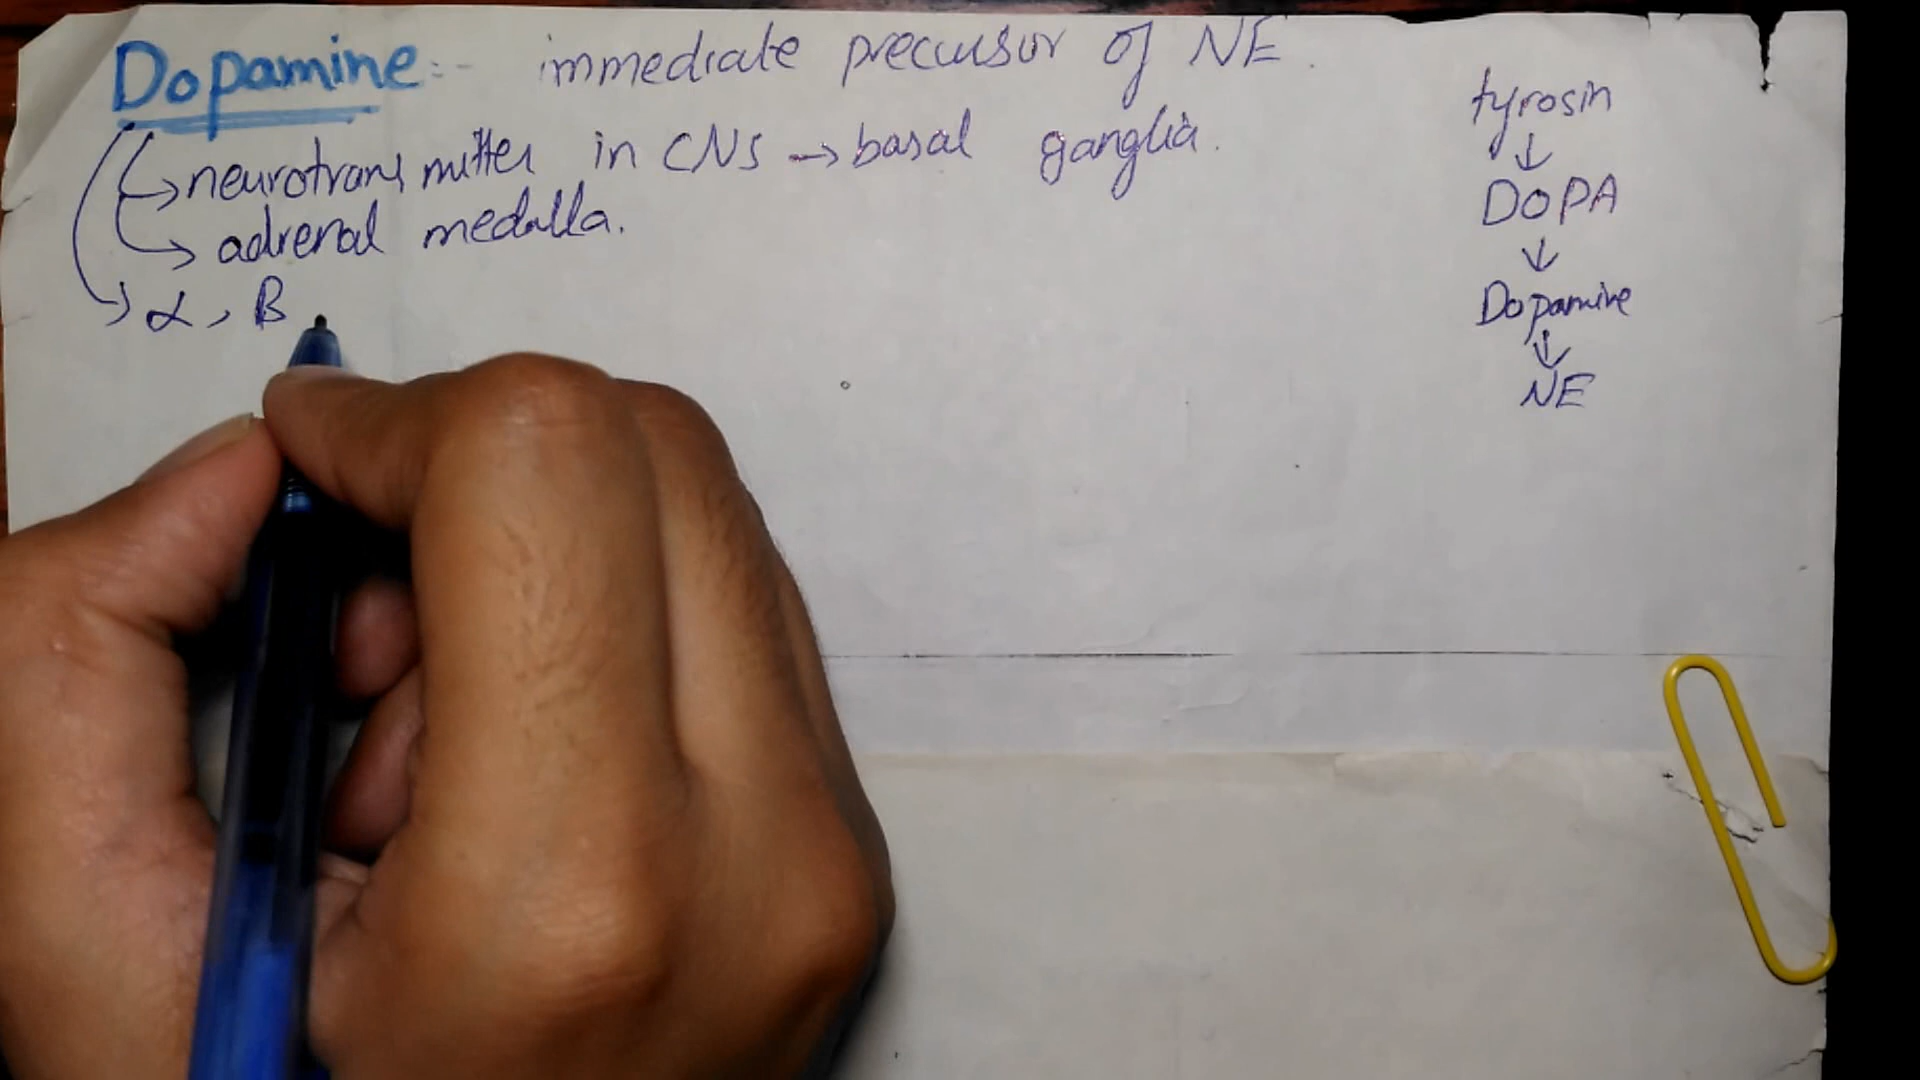 Dopamine :- immediate precursor of NE.
neurotransmitter in CNS → basal ganglia.
adrenal medulla.
α, B
tyrosin
↓
DOPA
↓
Dopamine
↓
NE